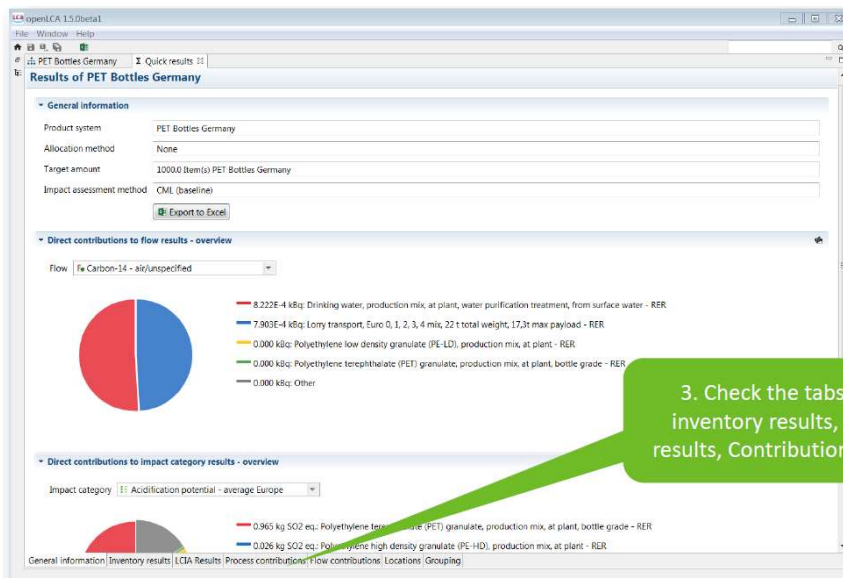 openLCA 1.5.0beta1
File Window Help
PET Bottles Germany Σ Quick results
Results of PET Bottles Germany
General information
Product system PET Bottles Germany
Allocation method None
Target amount 1000.0 Item(s) PET Bottles Germany
Impact assessment method CML (baseline)
Export to Excel
Direct contributions to flow results - overview
Flow Fe Carbon-14 - air/unspecified
8.222E-4 kBq: Drinking water, production mix, at plant, water purification treatment, from surface water - RER
7.903E-4 kBq: Lorry transport, Euro 0, 1, 2, 3, 4 mix, 22 t total weight, 17,3t max payload - RER
0.000 kBq: Polyethylene low density granulate (PE-LD), production mix, at plant - RER
0.000 kBq: Polyethylene terephthalate (PET) granulate, production mix, at plant, bottle grade - RER
0.000 kBq: Other
3. Check the tabs
inventory results,
results, Contribution
Direct contributions to impact category results - overview
Impact category Acidification potential - average Europe
0.965 kg SO2 eq.: Polyethylene (PET) granulate, production mix, at plant, bottle grade - RER
0.026 kg SO2 eq.: Polyethylene high density granulate (PE-HD), production mix, at plant - RER
General information Inventory results LCIA Results Process contributions Flow contributions Locations Grouping